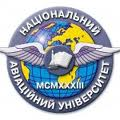 НАЦІОНАЛЬНИЙ
MCMXXXIII
АВІАЦІЙНИЙ УНІВЕРСИТЕТ